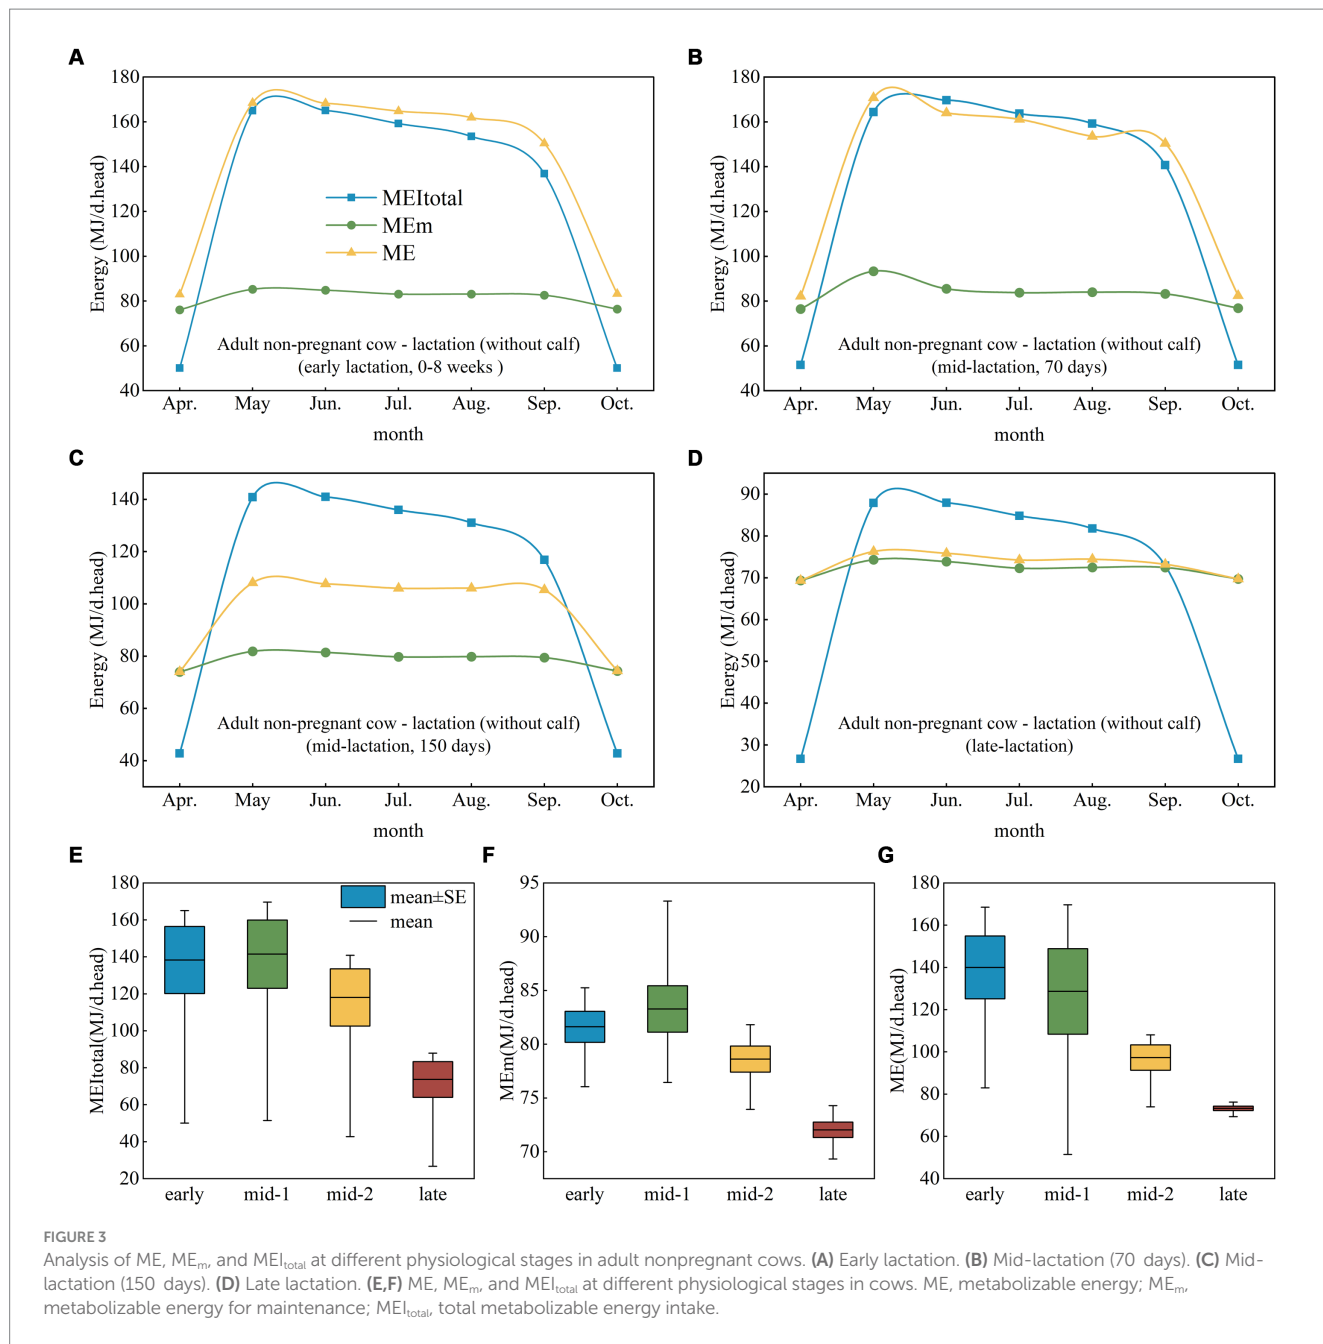 A
Energy (MJ/d.head)
180
160
140
120
100
80
60
40
MEItotal
MEm
ME
Adult non-pregnant cow - lactation (without calf)
(early lactation, 0-8 weeks )
Apr. May Jun. Jul. Aug. Sep. Oct.
month
B
Energy (MJ/d.head)
180
160
140
120
100
80
60
40
Adult non-pregnant cow - lactation (without calf)
(mid-lactation, 70 days)
Apr. May Jun. Jul. Aug. Sep. Oct.
month
C
Energy (MJ/d.head)
140
120
100
80
60
40
Adult non-pregnant cow - lactation (without calf)
(mid-lactation, 150 days)
Apr. May Jun. Jul. Aug. Sep. Oct.
month
D
Energy (MJ/d.head)
90
80
70
60
50
40
30
20
Adult non-pregnant cow - lactation (without calf)
(late-lactation)
Apr. May Jun. Jul. Aug. Sep. Oct.
month
E
MEItotal(MJ/d.head)
180
160
140
120
100
80
60
40
20
mean±SE
mean
early mid-1 mid-2 late
F
MEm(MJ/d.head)
95
90
85
80
75
70
early mid-1 mid-2 late
G
ME(MJ/d.head)
180
160
140
120
100
80
60
40
early mid-1 mid-2 late
FIGURE 3
Analysis of ME, MEm, and MEItotal at different physiological stages in adult nonpregnant cows. (A) Early lactation. (B) Mid-lactation (70 days). (C) Mid-
lactation (150 days). (D) Late lactation. (E,F) ME, MEm, and MEItotal at different physiological stages in cows. ME, metabolizable energy; MEm,
metabolizable energy for maintenance; MEItotal, total metabolizable energy intake.